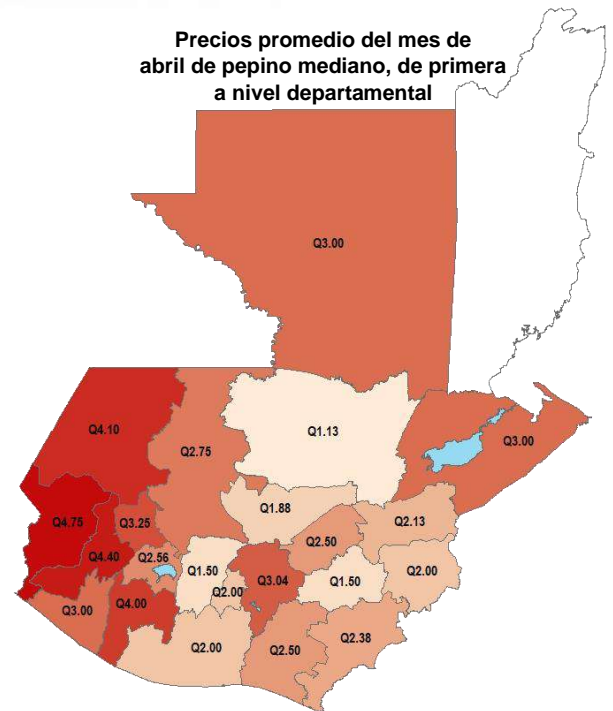 Precios promedio del mes de
abril de pepino mediano, de primera
a nivel departamental
Q3.00
Q4.10
Q2.75
Q1.13
Q3.00
Q4.75
Q3.25
Q1.88
Q2.13
Q2.50
Q4.40
Q2.56
Q1.50
Q3.04
Q1.50
Q2.00
Q2.00
Q3.00
Q4.00
Q2.00
Q2.50
Q2.38